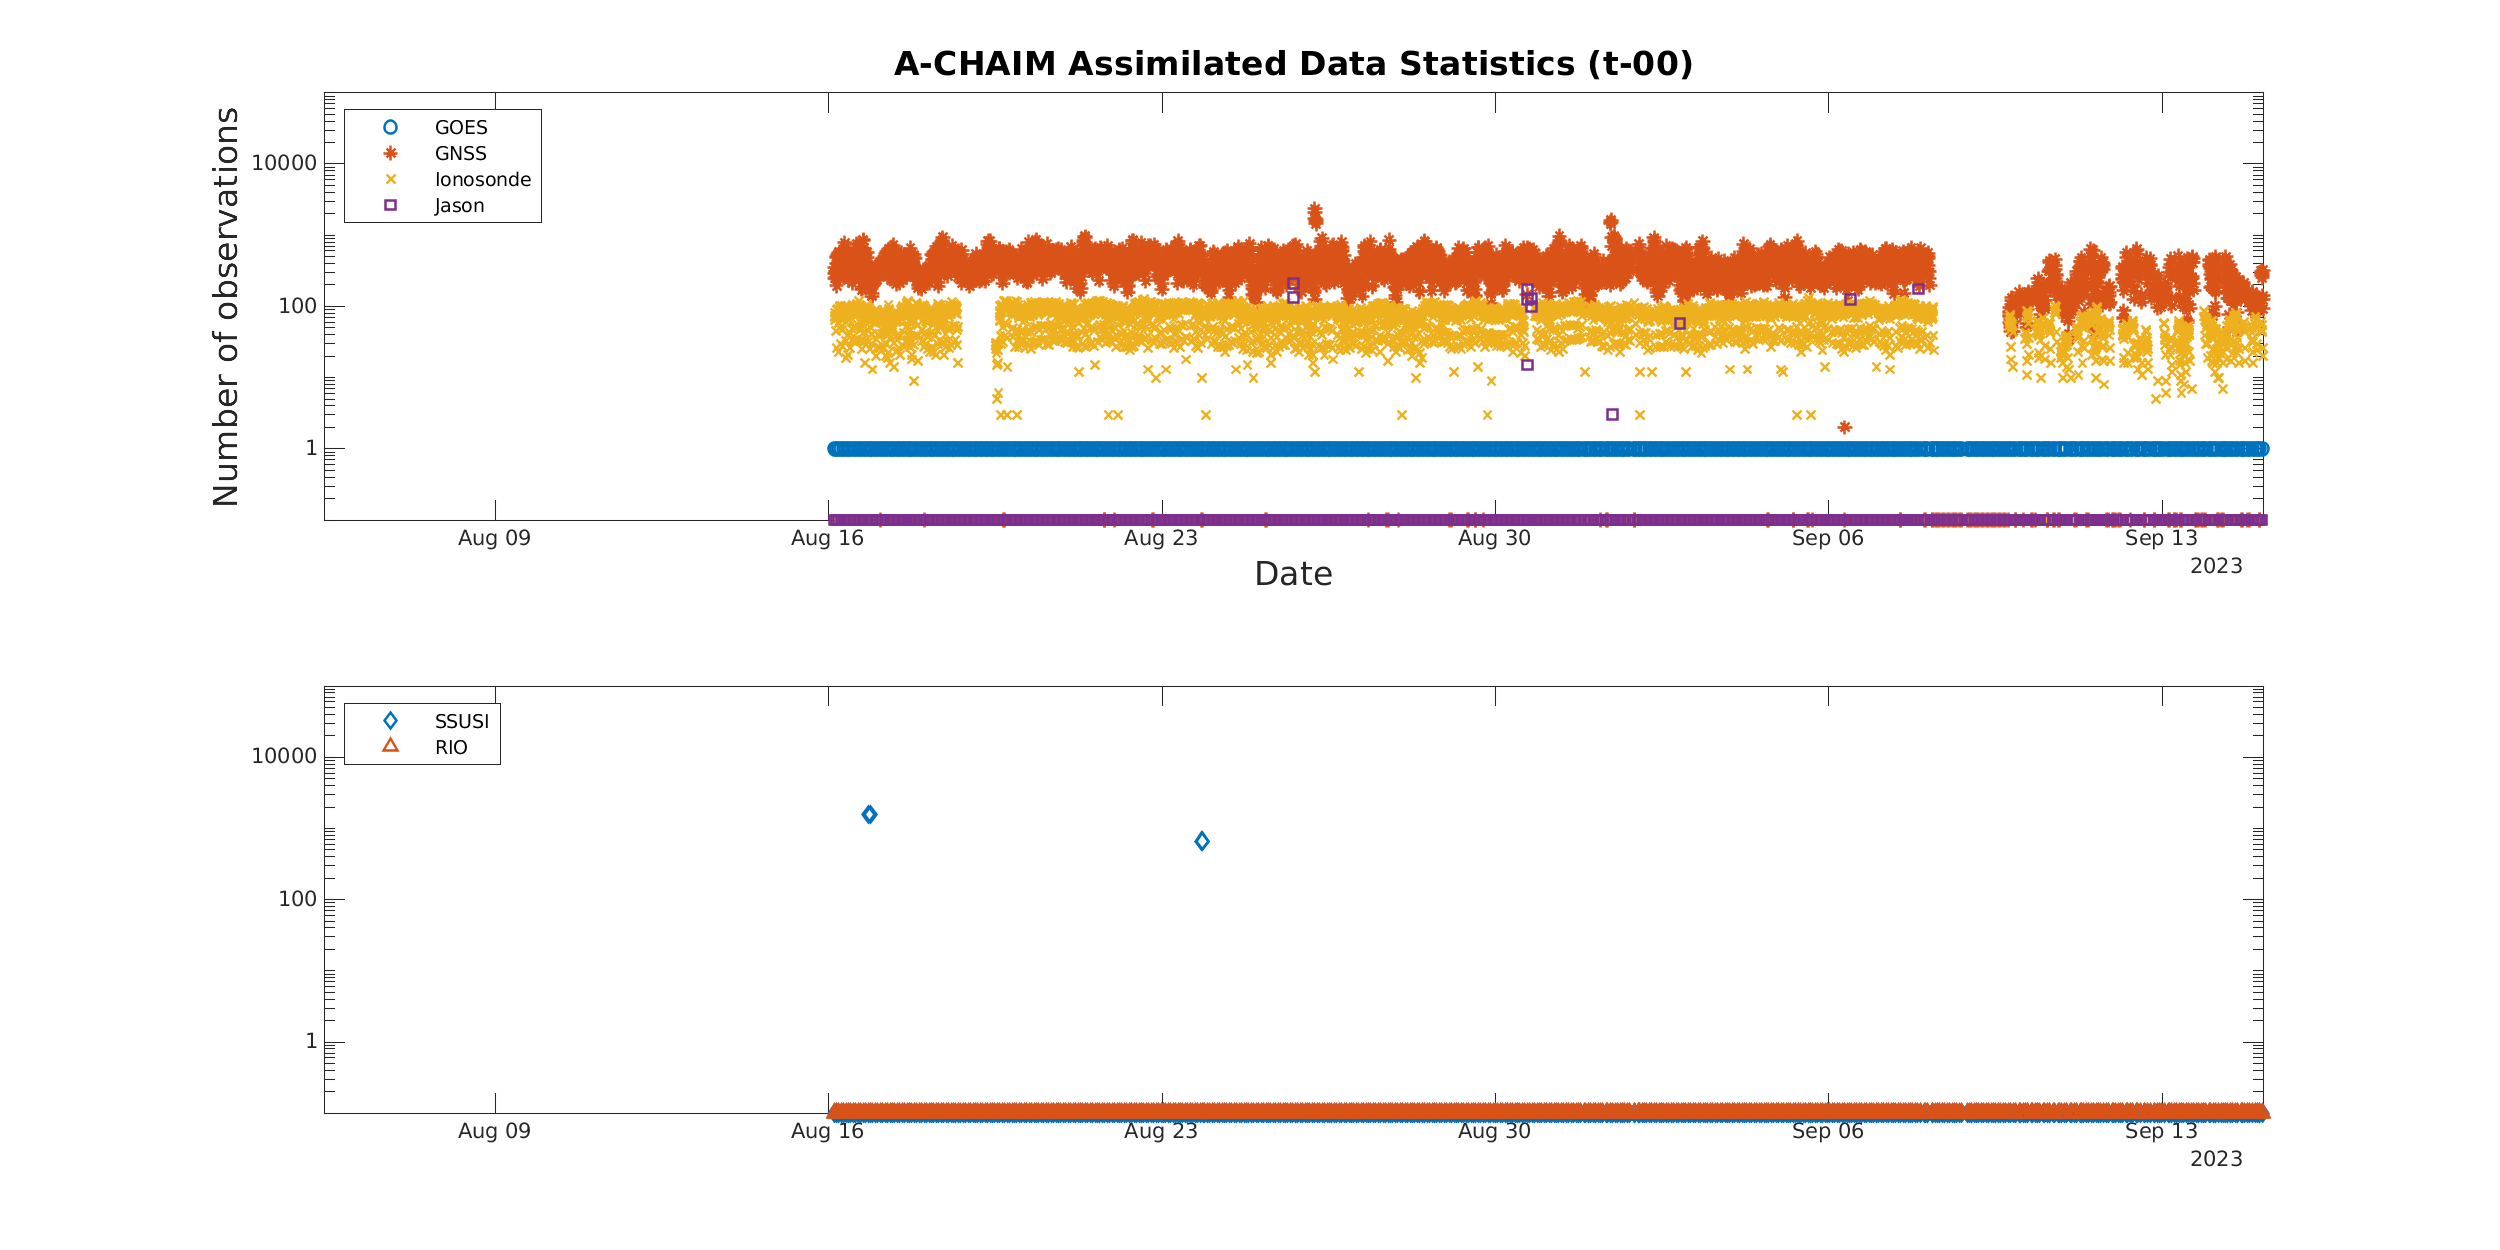 A-CHAIM Assimilated Data Statistics (t-00)
Number of observations
GOES
GNSS
Ionosonde
Jason
10000
100
1
Aug 09
Aug 16
Aug 23
Aug 30
Sep 06
Sep 13
2023
Date
SSUSI
RIO
10000
100
1
Aug 09
Aug 16
Aug 23
Aug 30
Sep 06
Sep 13
2023